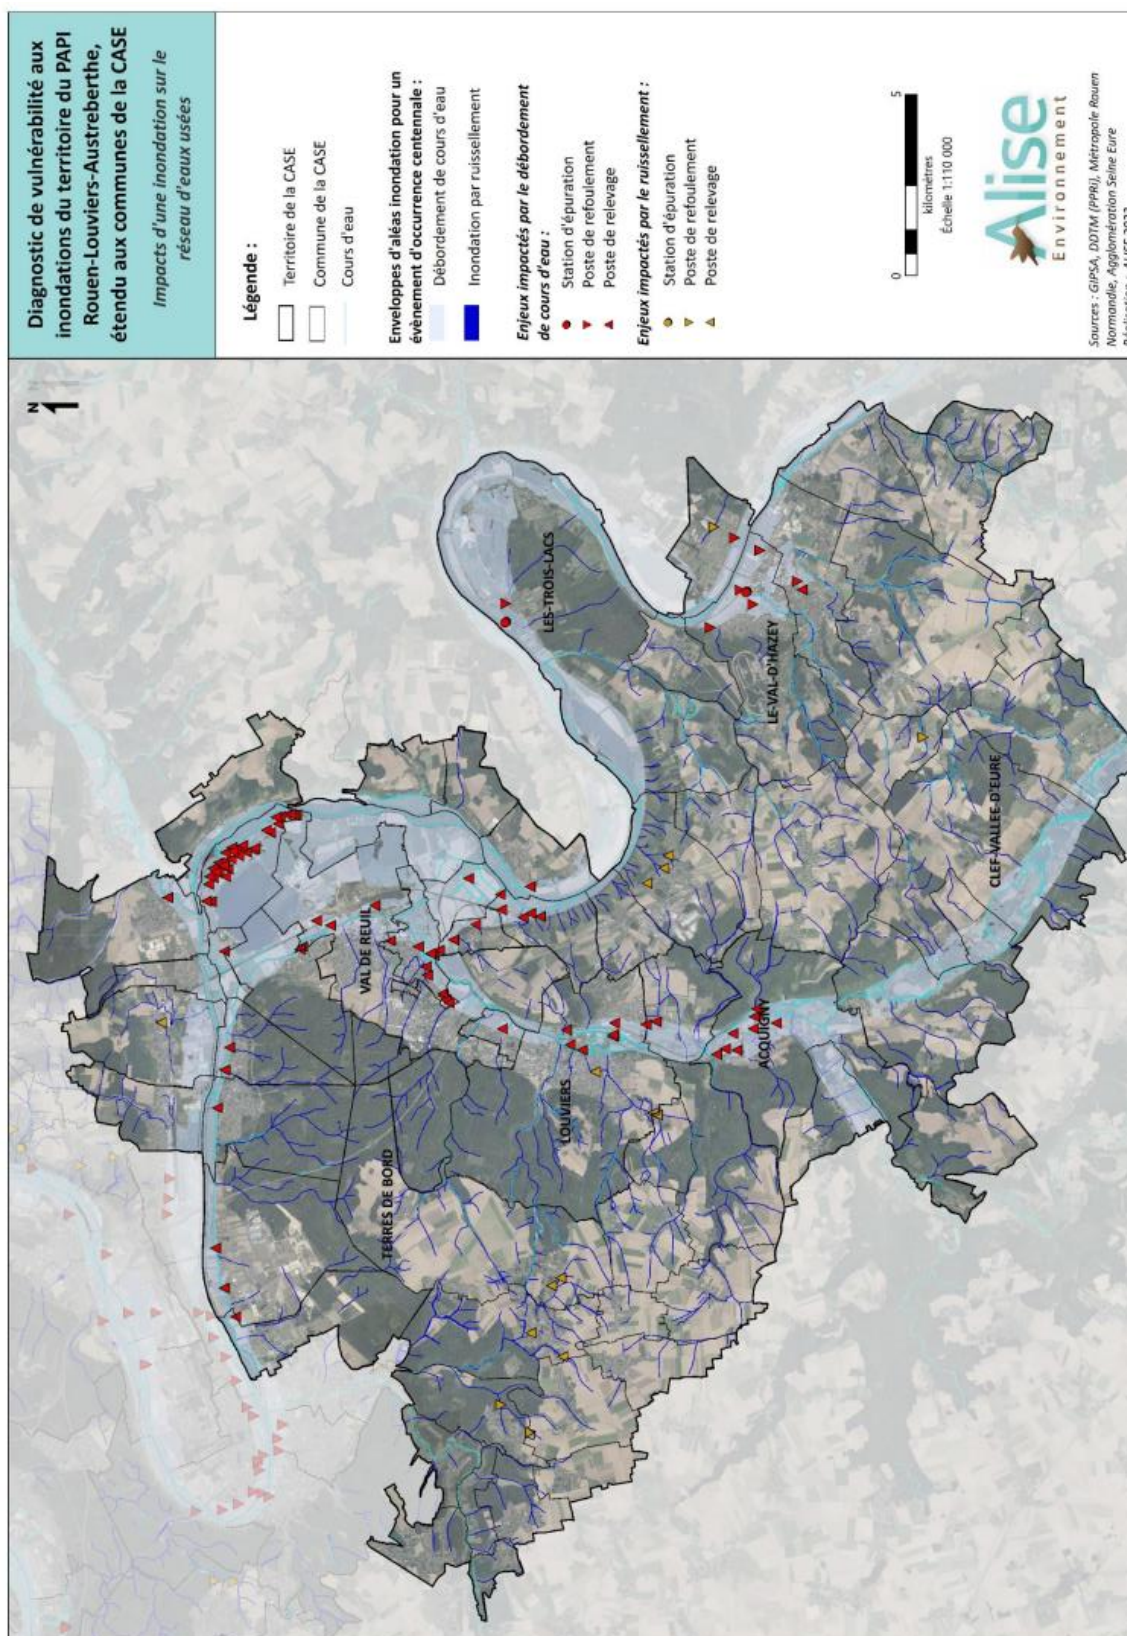 Diagnostic de vulnérabilité aux
inondations du territoire du PAPI
Rouen-Louviers-Austreberthe,
étendu aux communes de la CASE
Impacts d'une inondation sur le
réseau d'eaux usées
Légende :
Territoire de la CASE
Commune de la CASE
Cours d'eau
Enveloppes d'aléas inondation pour un
évènement d'occurrence centennale :
Débordement de cours d'eau
Inondation par ruissellement
Enjeux impactés par le débordement
de cours d'eau :
Station d'épuration
Poste de refoulement
Poste de relevage
Enjeux impactés par le ruissellement :
Station d'épuration
Poste de refoulement
Poste de relevage
0
5
kilomètres
Échelle 1:110 000
Alise
Environnement
Sources : GIPSA, DDTM (PPRI), Métropole Rouen
Normandie, Agglomération Seine Eure
N
LES-TROIS-LACS
LE-VAL-D'HAZEY
CLEF-VALLEE-D'EURE
VAL DE REUIL
ACQUIGNY
LOUVIERS
TERRES DE BORD